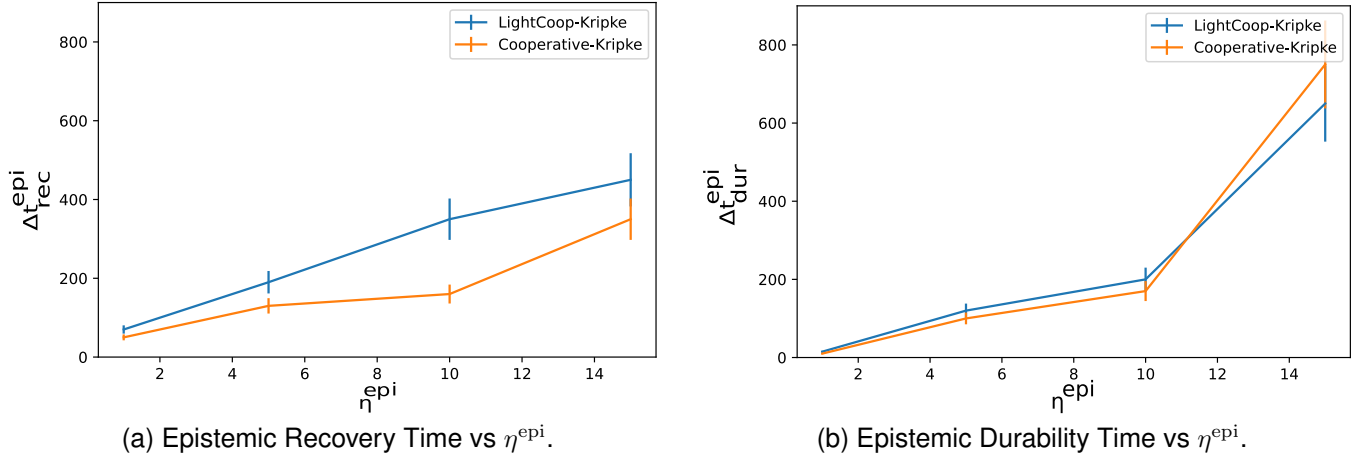 800
600
400
200
0
Δt^epi_rec
2
4
6
8
10
12
14
η^epi
LightCoop-Kripke
Cooperative-Kripke
(a) Epistemic Recovery Time vs η^epi.
800
600
400
200
0
Δt^epi_dur
2
4
6
8
10
12
14
η^epi
LightCoop-Kripke
Cooperative-Kripke
(b) Epistemic Durability Time vs η^epi.